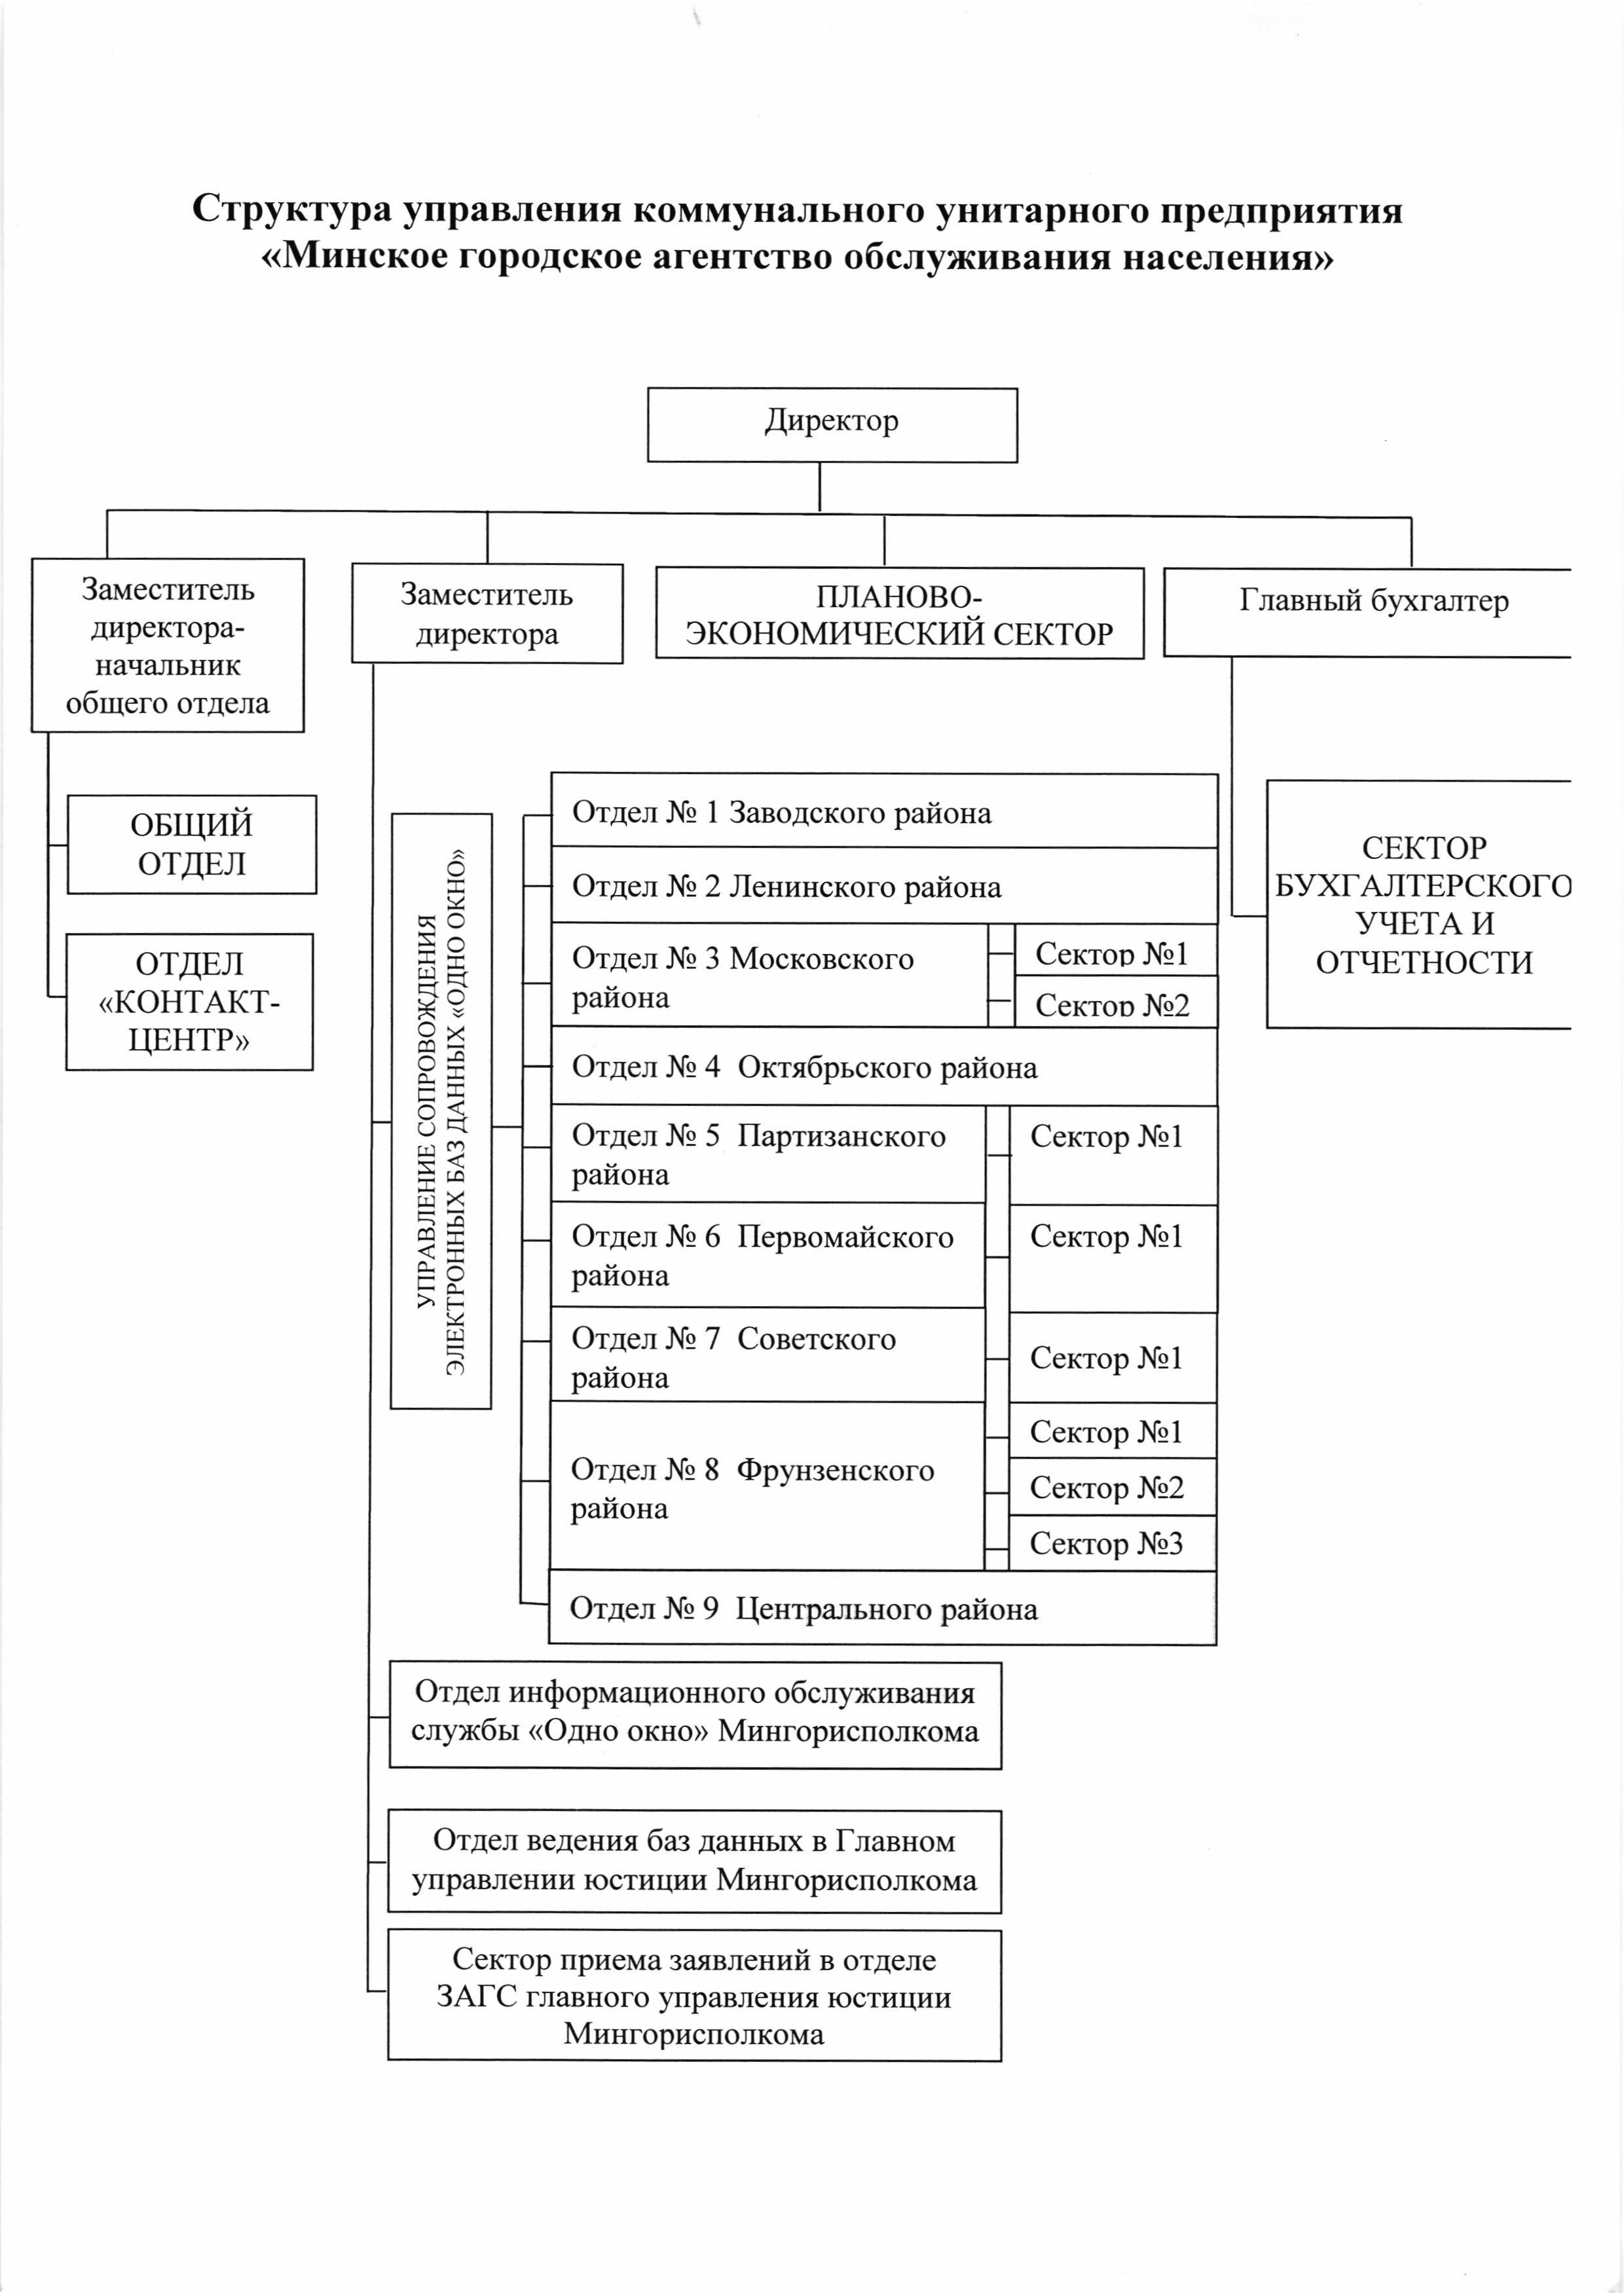 Структура управления коммунального унитарного предприятия
«Минское городское агентство обслуживания населения»
Директор
Заместитель
директора-
начальник
общего отдела
Заместитель
директора
ПЛАНОВО-
ЭКОНОМИЧЕСКИЙ СЕКТОР
Главный бухгалтер
ОБЩИЙ
ОТДЕЛ
ОТДЕЛ
«КОНТАКТ-
ЦЕНТР»
УПРАВЛЕНИЕ СОПРОВОЖДЕНИЯ
ЭЛЕКТРОННЫХ БАЗ ДАННЫХ «ОДНО ОКНО»
Отдел № 1 Заводского района
Отдел № 2 Ленинского района
Отдел № 3 Московского
района
Сектор №1
Сектор №2
Отдел № 4 Октябрьского района
Отдел № 5 Партизанского
района
Сектор №1
Отдел № 6 Первомайского
района
Сектор №1
Отдел № 7 Советского
района
Сектор №1
Отдел № 8 Фрунзенского
района
Сектор №1
Сектор №2
Сектор №3
Отдел № 9 Центрального района
СЕКТОР
БУХГАЛТЕРСКОГО
УЧЕТА И
ОТЧЕТНОСТИ
Отдел информационного обслуживания
службы «Одно окно» Мингорисполкома
Отдел ведения баз данных в Главном
управлении юстиции Мингорисполкома
Сектор приема заявлений в отделе
ЗАГС главного управления юстиции
Мингорисполкома